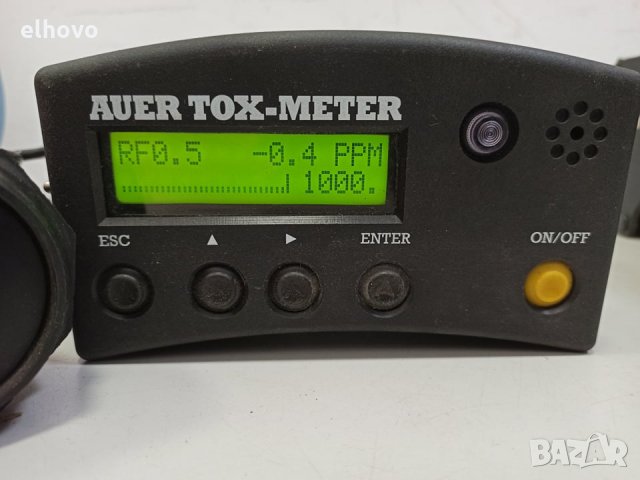 elhovo
AUER TOX-METER
RF0.5 -0.4 PPM
1000.
ESC ▲ ► ENTER ON/OFF
BAZAR